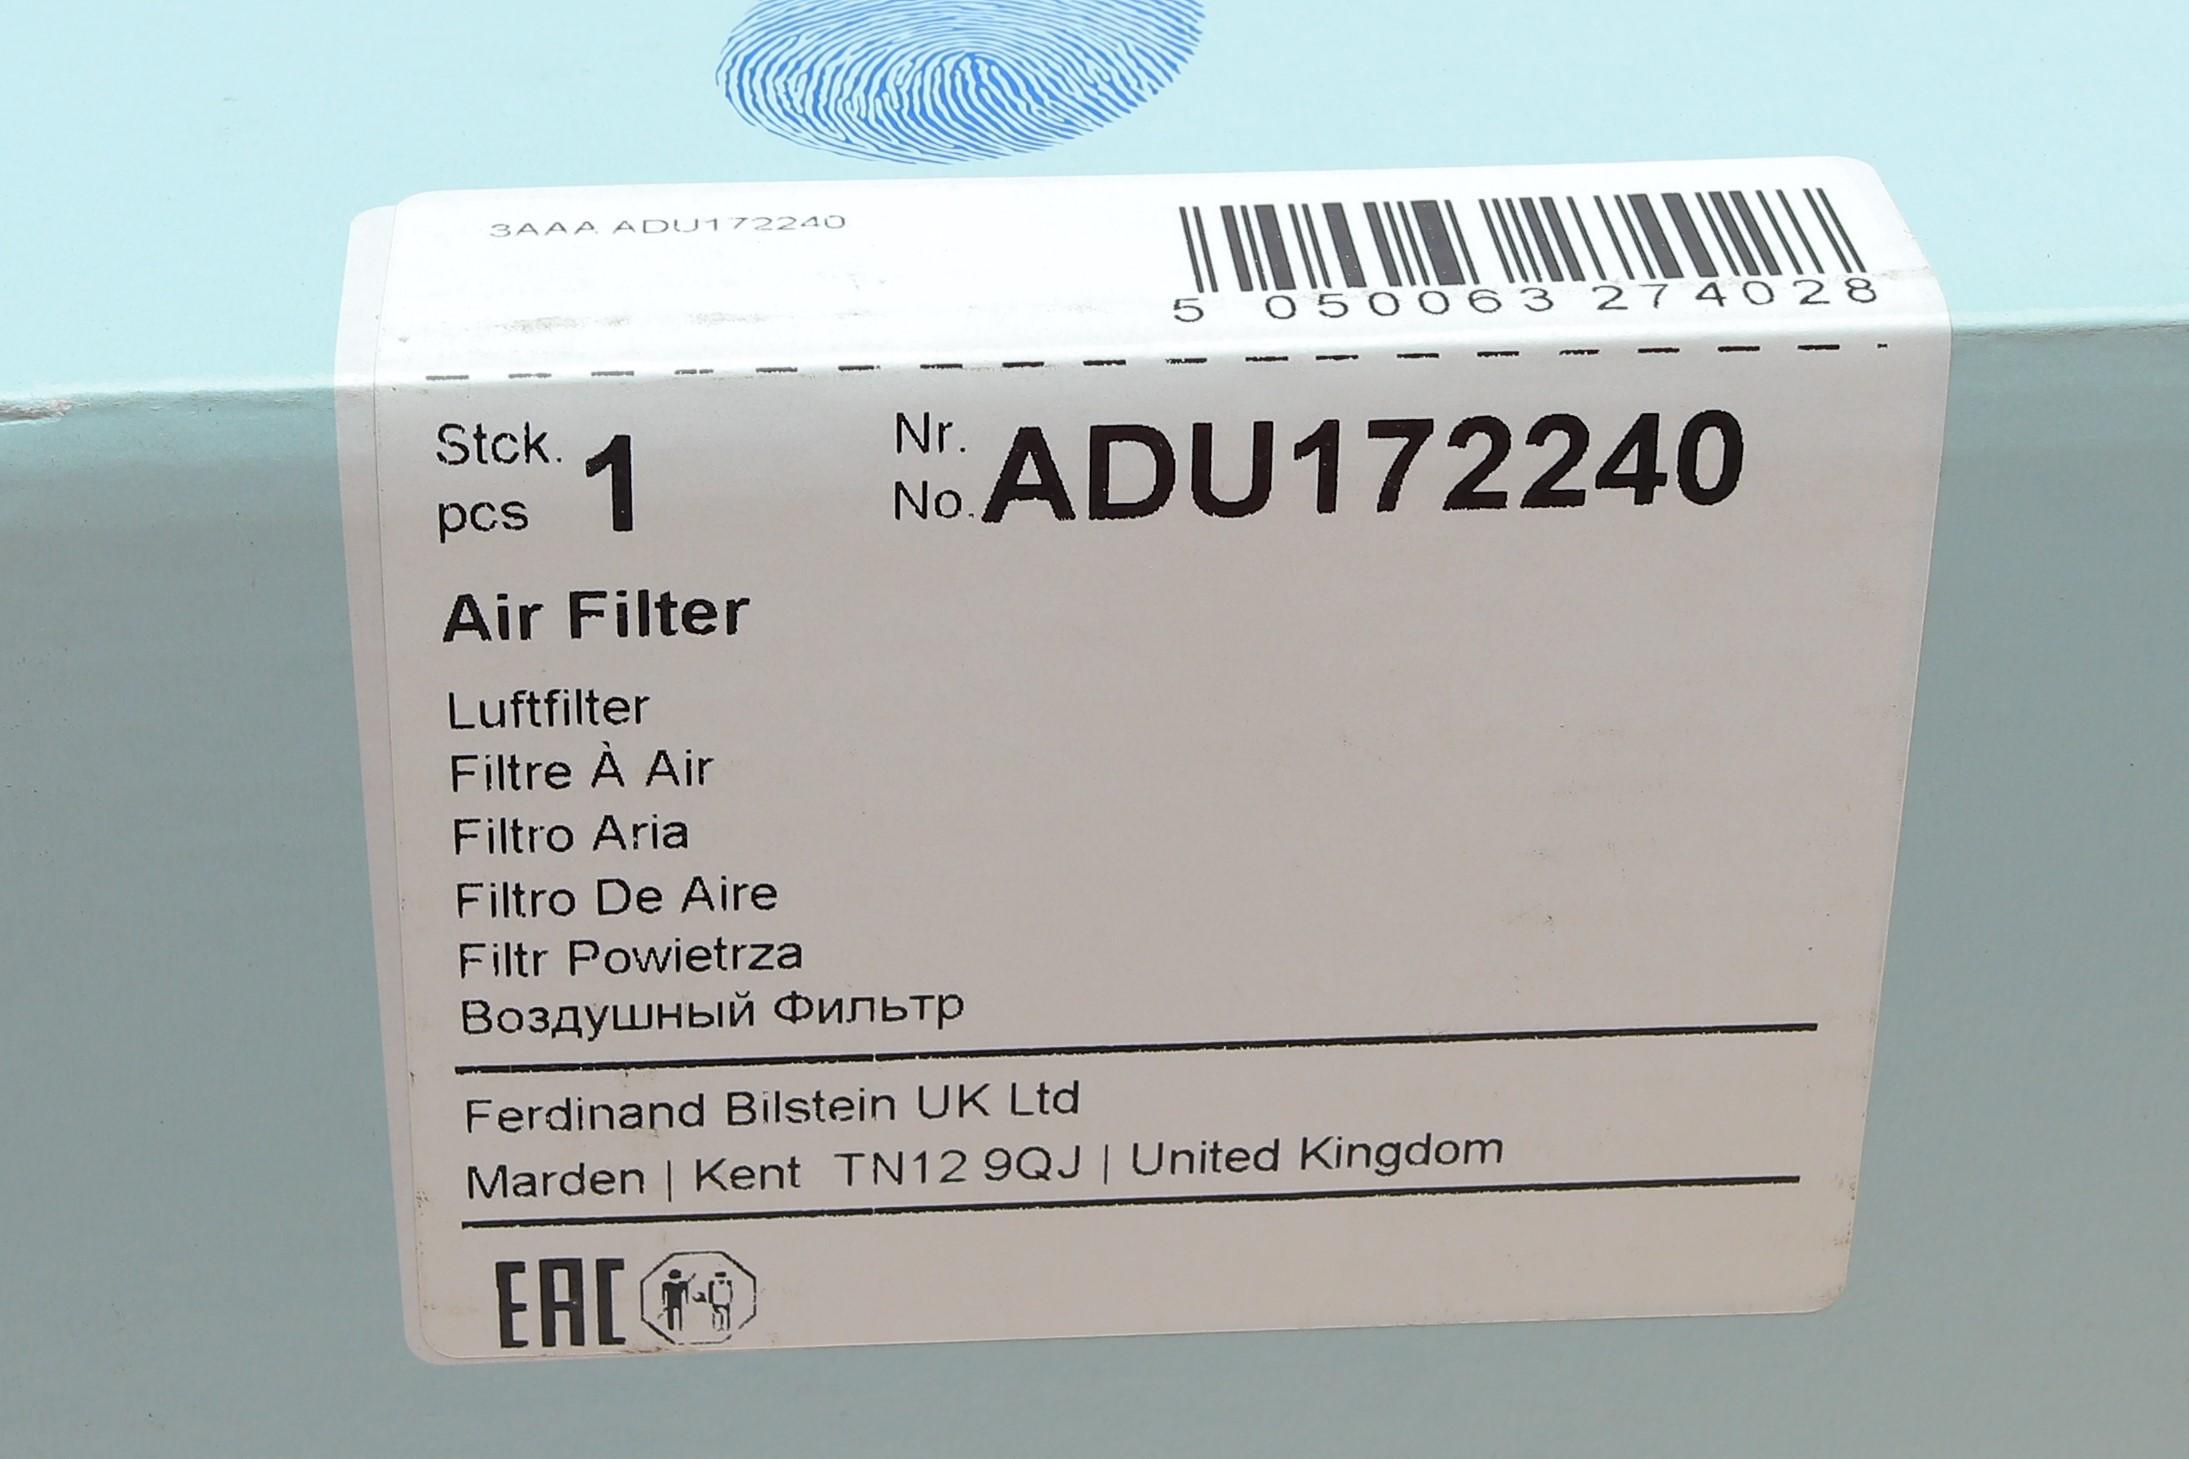 3AAA ADU172240
5 050063 274028
Stck. 1 Nr.
pcs No. ADU172240
Air Filter
Luftfilter
Filtre À Air
Filtro Aria
Filtro De Aire
Filtr Powietrza
Воздушный Фильтр
Ferdinand Bilstein UK Ltd
Marden | Kent TN12 9QJ | United Kingdom
EAC